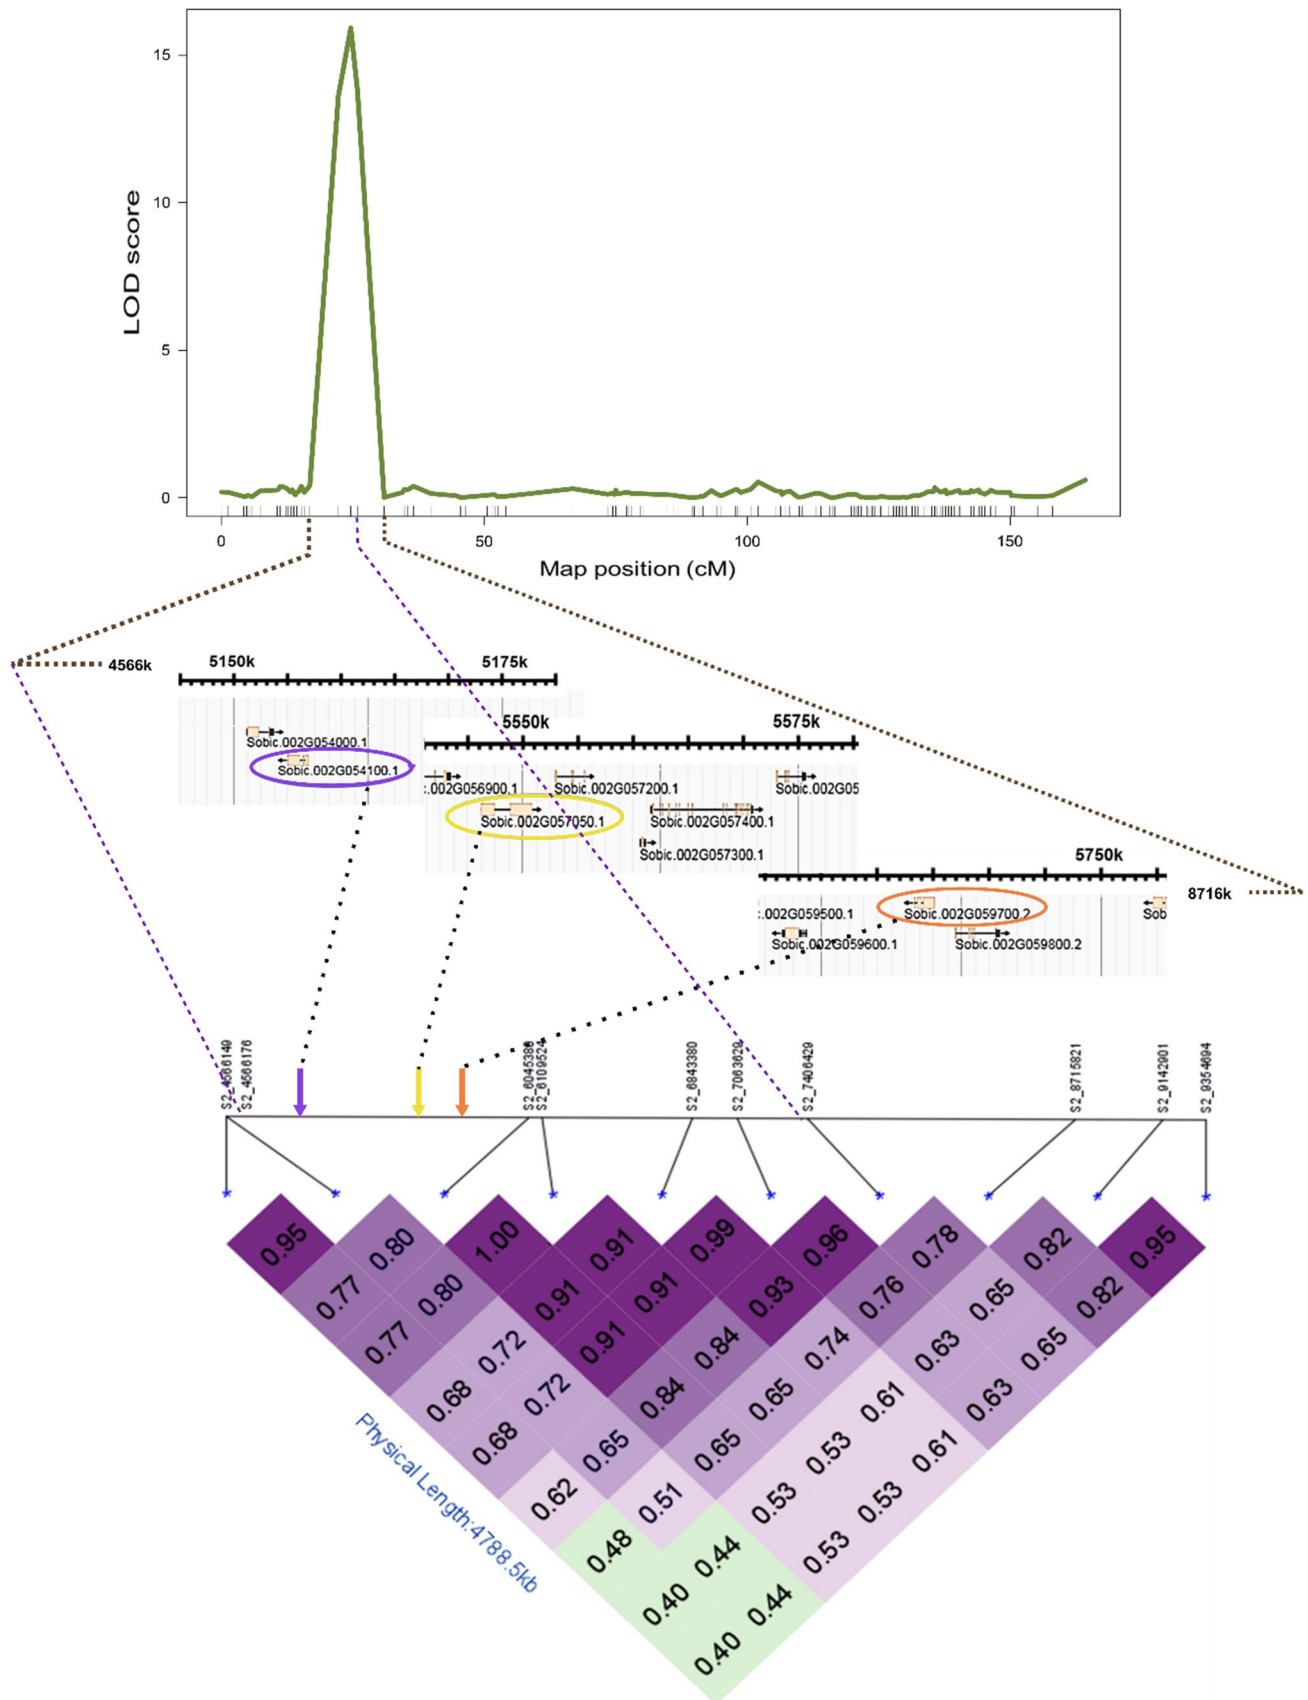 15
10
5
0
LOD score
0 50 100 150
Map position (cM)
4566k
5150k 5175k
Sobic.002G054000.1
Sobic.002G054100.1
5550k 5575k
:.002G056900.1 Sobic.002G057200.1 Sobic.002G05
Sobic.002G057050.1 Sobic.002G057400.1
Sobic.002G057300.1
5750k
8716k
:.002G059500.1 Sobic.002G059700.2 Sob
Sobic.002G059600.1 Sobic.002G059800.2
S2_4566149 S2_4566176 S2_6045386 S2_6109524 S2_6843380 S2_7063629 S2_7406429 S2_8715821 S2_9142901 S2_9354694
0.95 0.80 1.00 0.91 0.99 0.96 0.78 0.82 0.95
0.77 0.80 0.91 0.91 0.93 0.76 0.65 0.82
0.77 0.72 0.91 0.84 0.74 0.63 0.65
0.68 0.72 0.84 0.65 0.61 0.63
0.68 0.65 0.65 0.53 0.61
0.62 0.51 0.53 0.53
0.48 0.44 0.53
0.40 0.44
0.40
Physical Length:4788.5kb